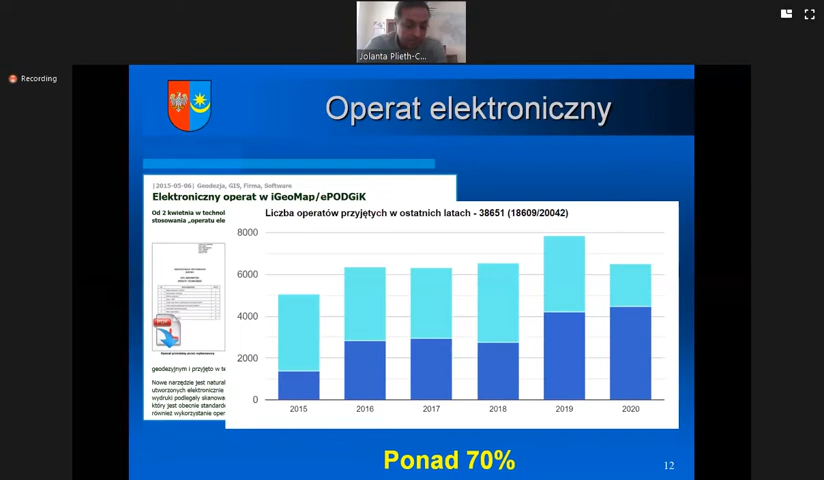 Jolanta Plieth-C...
Recording
Operat elektroniczny
|2015-05-06| Geodezja, GIS, Firma, Software
Elektroniczny operat w iGeoMap/ePODGiK
Od 2 kwietnia w technol
stosowania „operatu ele
Liczba operatów przyjętych w ostatnich latach - 38651 (18609/20042)
8000
6000
4000
2000
0
2015
2016
2017
2018
2019
2020
geodezyjnym i przyjęto w te
Nowe narzędzie jest natural
utworzonych elektronicznie
wydruki podlegały skanowa
który jest obecnie standard
również wykorzystanie oper
Ponad 70%
12